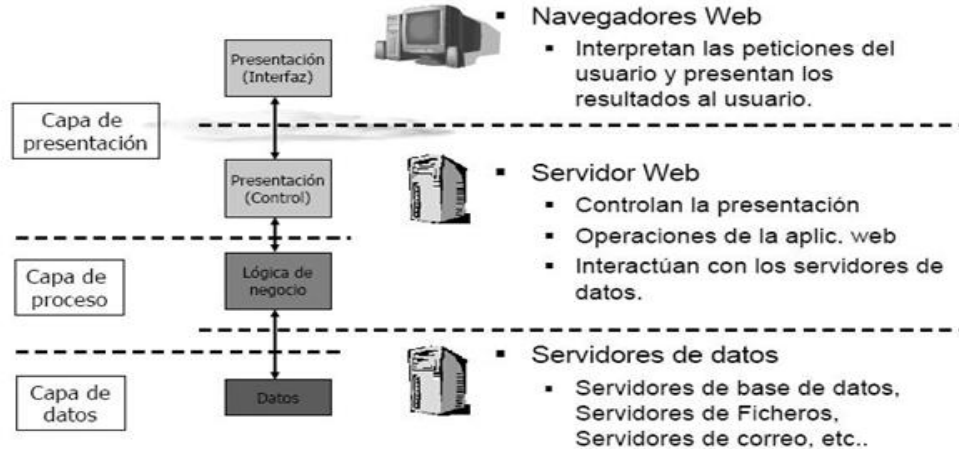 Capa de
presentación
Capa de
proceso
Capa de
datos
Presentación
(Interfaz)
Presentación
(Control)
Lógica de
negocio
Datos
▪ Navegadores Web
▪ Interpretan las peticiones del
usuario y presentan los
resultados al usuario.
▪ Servidor Web
▪ Controlan la presentación
▪ Operaciones de la aplic. web
▪ Interactúan con los servidores de
datos.
▪ Servidores de datos
▪ Servidores de base de datos,
Servidores de Ficheros,
Servidores de correo, etc..